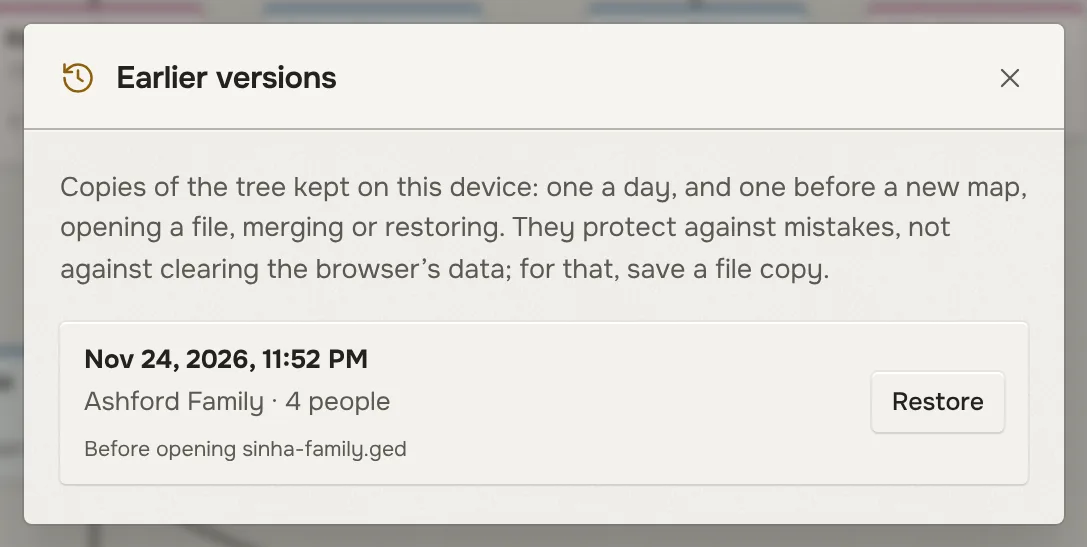 Earlier versions
Copies of the tree kept on this device: one a day, and one before a new map,
opening a file, merging or restoring. They protect against mistakes, not
against clearing the browser’s data; for that, save a file copy.
Nov 24, 2026, 11:52 PM
Ashford Family · 4 people
Before opening sinha-family.ged
Restore